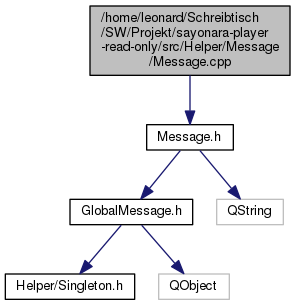 /home/leonard/Schreibtisch
/SW/Projekt/sayonara-player
-read-only/src/Helper/Message
/Message.cpp
Message.h
GlobalMessage.h
QString
Helper/Singleton.h
QObject